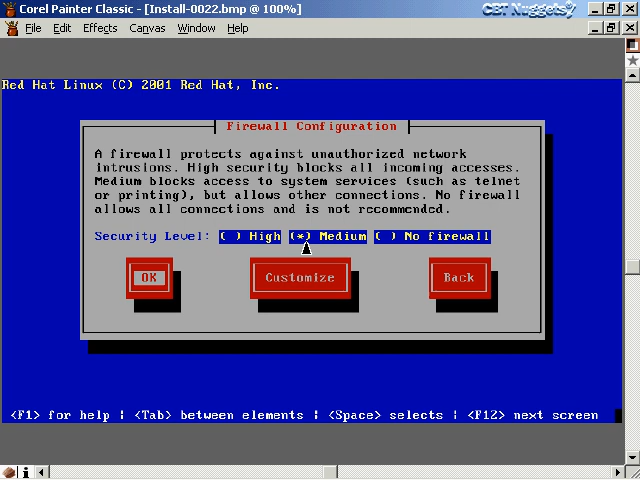 Corel Painter Classic - [Install-0022.bmp @ 100%]
CBT Nuggets
File Edit Effects Canvas Window Help
Red Hat Linux (C) 2001 Red Hat, Inc.
Firewall Configuration
A firewall protects against unauthorized network
intrusions. High security blocks all incoming accesses.
Medium blocks access to system services (such as telnet
or printing), but allows other connections. No firewall
allows all connections and is not recommended.
Security Level: ( ) High (*) Medium ( ) No firewall
OK Customize Back
<F1> for help | <Tab> between elements | <Space> selects | <F12> next screen